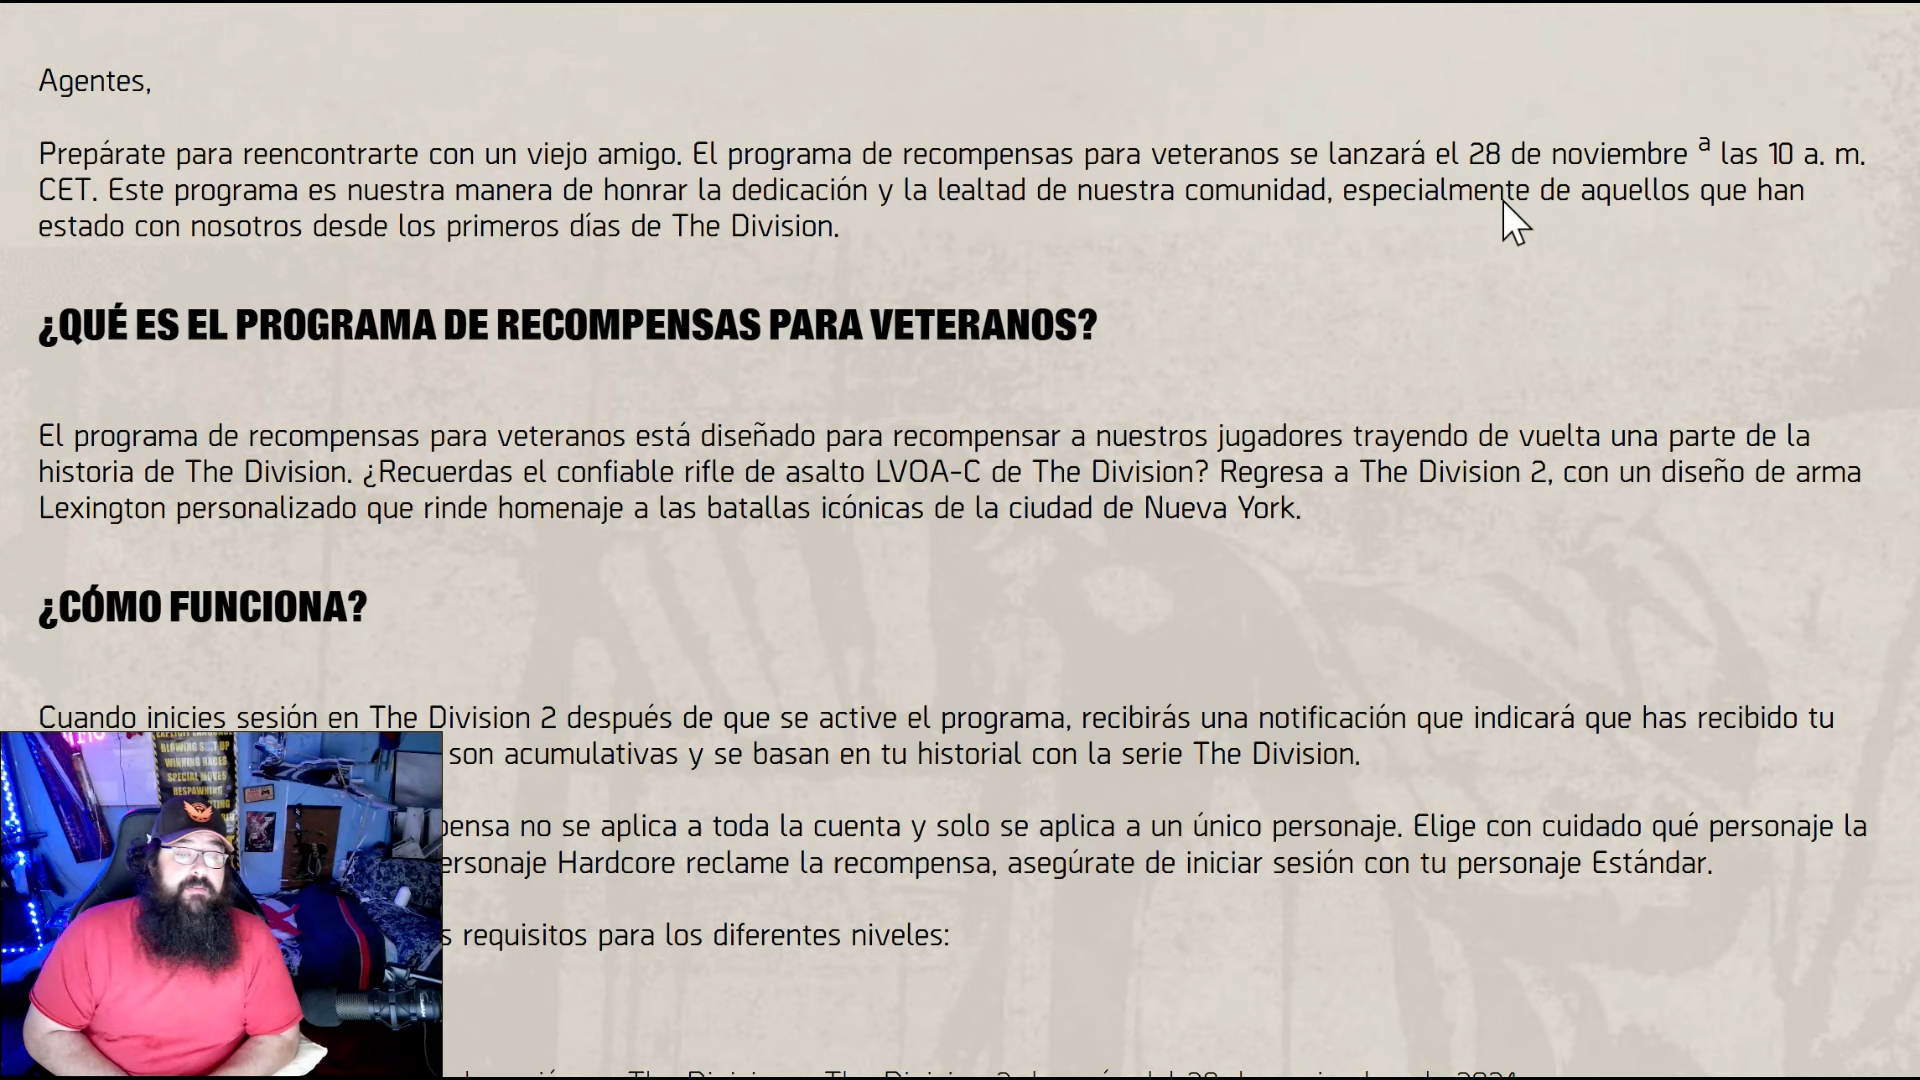 Agentes,
Prepárate para reencontrarte con un viejo amigo. El programa de recompensas para veteranos se lanzará el 28 de noviembre ª las 10 a. m.
CET. Este programa es nuestra manera de honrar la dedicación y la lealtad de nuestra comunidad, especialmente de aquellos que han
estado con nosotros desde los primeros días de The Division.
¿QUÉ ES EL PROGRAMA DE RECOMPENSAS PARA VETERANOS?
El programa de recompensas para veteranos está diseñado para recompensar a nuestros jugadores trayendo de vuelta una parte de la
historia de The Division. ¿Recuerdas el confiable rifle de asalto LVOA-C de The Division? Regresa a The Division 2, con un diseño de arma
Lexington personalizado que rinde homenaje a las batallas icónicas de la ciudad de Nueva York.
¿CÓMO FUNCIONA?
Cuando inicies sesión en The Division 2 después de que se active el programa, recibirás una notificación que indicará que has recibido tu
son acumulativas y se basan en tu historial con la serie The Division.
no se aplica a toda la cuenta y solo se aplica a un único personaje. Elige con cuidado qué personaje la
Hardcore reclame la recompensa, asegúrate de iniciar sesión con tu personaje Estándar.
requisitos para los diferentes niveles:
BLOWING S...T UP
WINNING RACES
SPECIAL MOVES
RESPAWNING